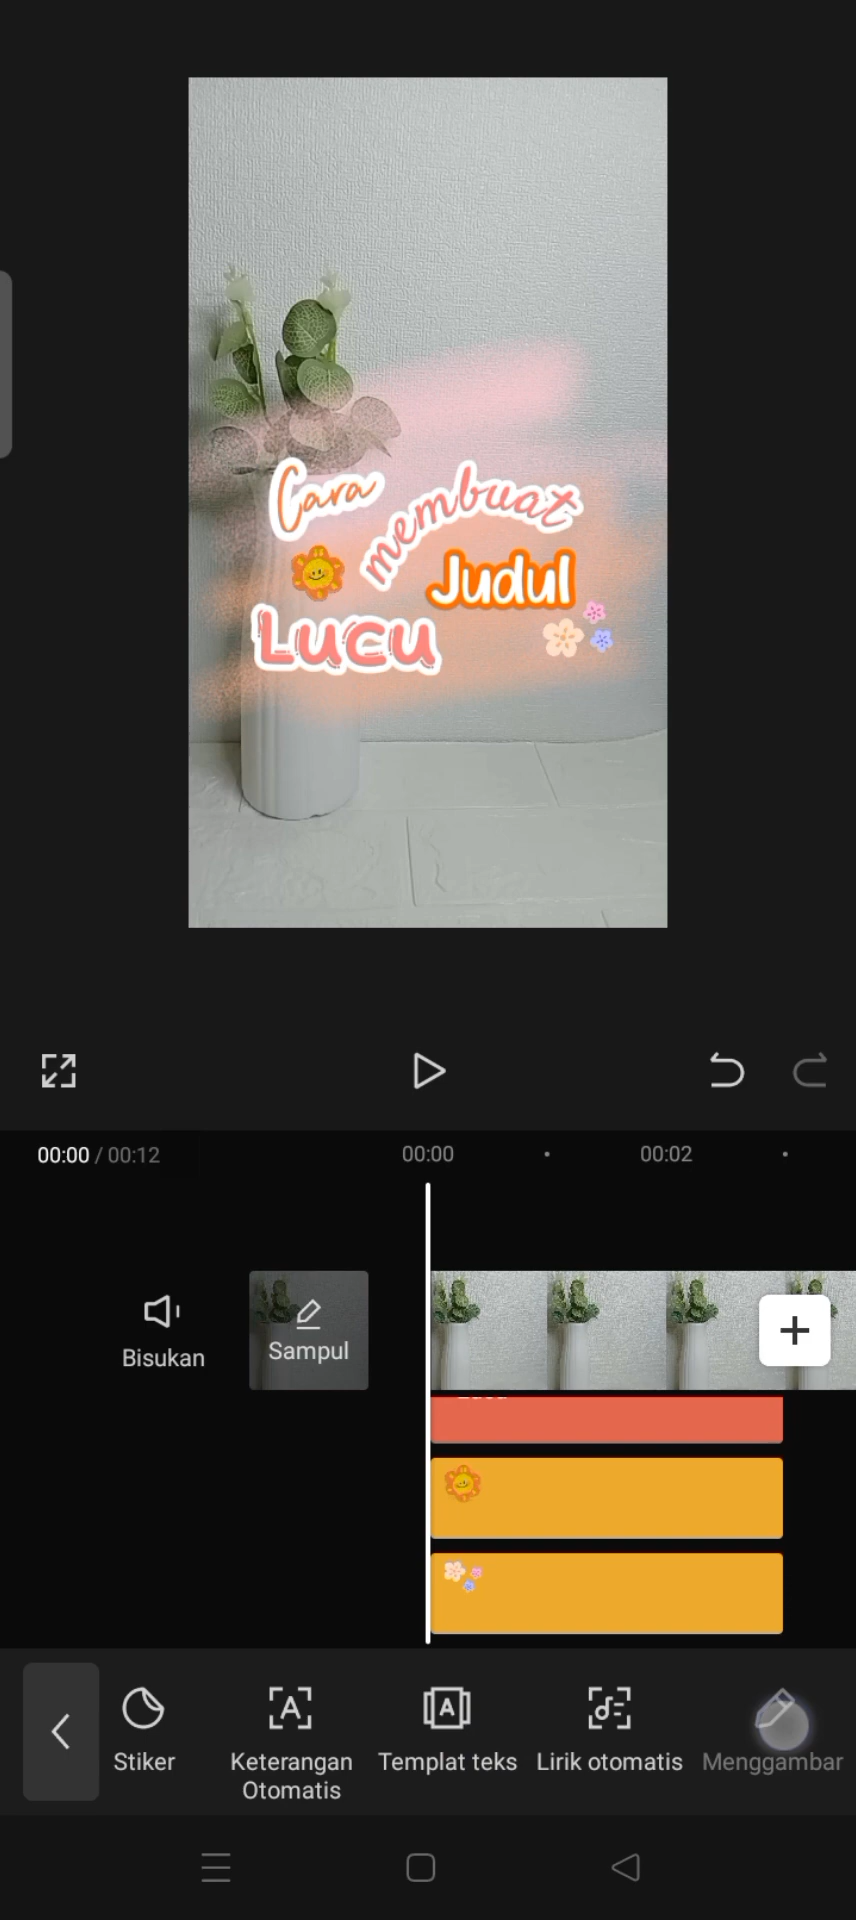 Cara
membuat
Judul
Lucu
00:00 / 00:12
00:00
00:02
Bisukan
Sampul
Stiker
Keterangan
Otomatis
Templat teks
Lirik otomatis
Menggambar